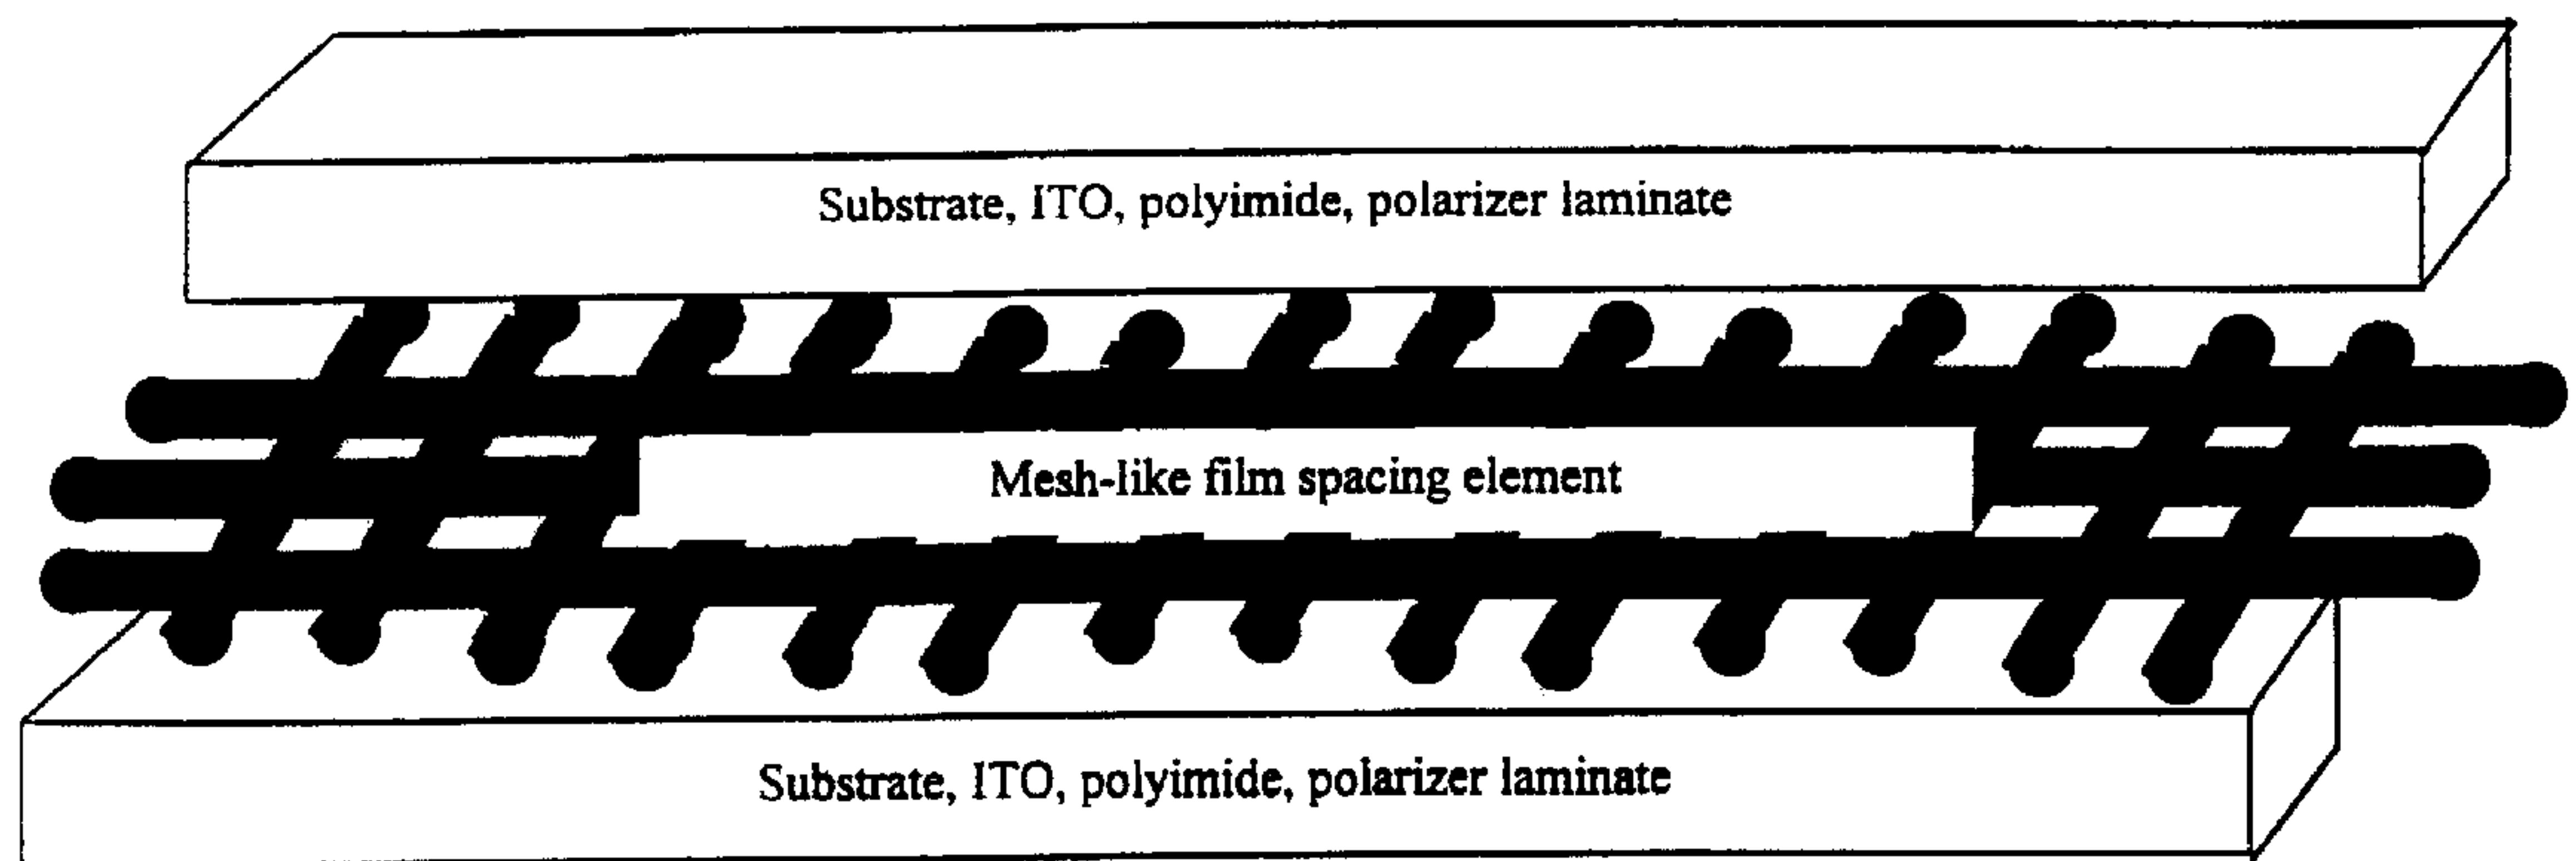 Substrate, ITO, polyimide, polarizer laminate
Mesh-like film spacing element
Substrate, ITO, polyimide, polarizer laminate